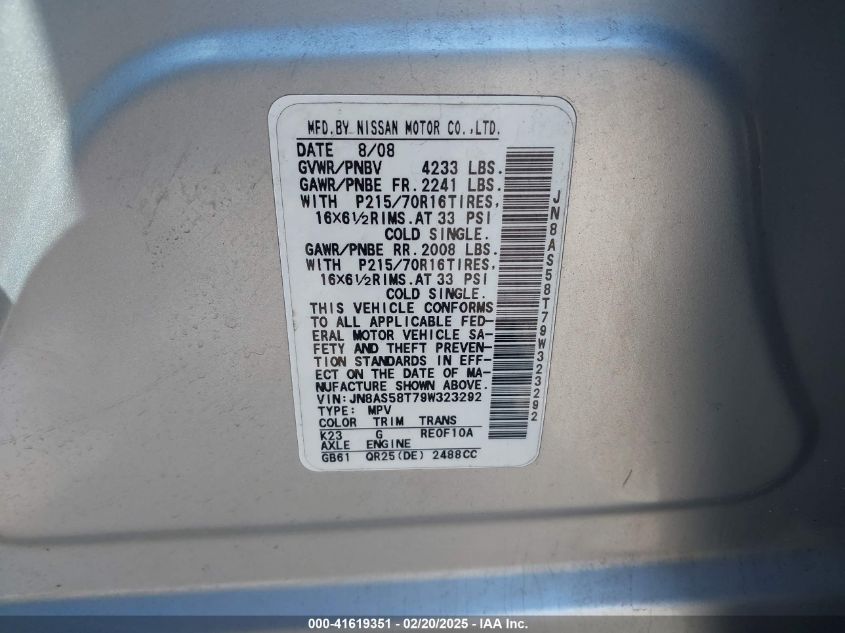 MFD.BY NISSAN MOTOR CO.,LTD.
DATE 8/08
GVWR/PNBV 4233 LBS.
GAWR/PNBE FR. 2241 LBS.
WITH P215/70R16TIRES,
16X6½RIMS.AT 33 PSI
COLD SINGLE.
GAWR/PNBE RR. 2008 LBS.
WITH P215/70R16TIRES,
16X6½RIMS.AT 33 PSI
COLD SINGLE.
THIS VEHICLE CONFORMS
TO ALL APPLICABLE FED-
ERAL MOTOR VEHICLE SA-
FETY AND THEFT PREVEN-
TION STANDARDS IN EFF-
ECT ON THE DATE OF MA-
NUFACTURE SHOWN ABOVE.
VIN:JN8AS58T79W323292
TYPE: MPV
COLOR TRIM TRANS
K23 G RE0F10A
AXLE ENGINE
GB61 QR25(DE) 2488CC
JN8AS58T79W323292
000-41619351 - 02/20/2025 - IAA Inc.